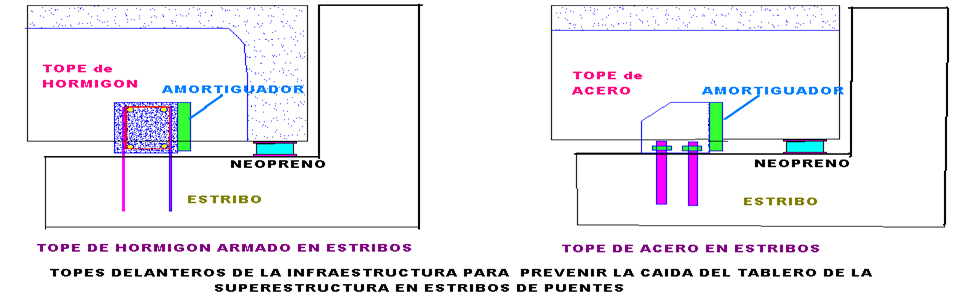 TOPE de
HORMIGON
AMORTIGUADOR
NEOPRENO
ESTRIBO
TOPE DE HORMIGON ARMADO EN ESTRIBOS
TOPE de
ACERO
AMORTIGUADOR
NEOPRENO
ESTRIBO
TOPE DE ACERO EN ESTRIBOS
TOPES DELANTEROS DE LA INFRAESTRUCTURA PARA PREVENIR LA CAIDA DEL TABLERO DE LA
SUPERESTRUCTURA EN ESTRIBOS DE PUENTES